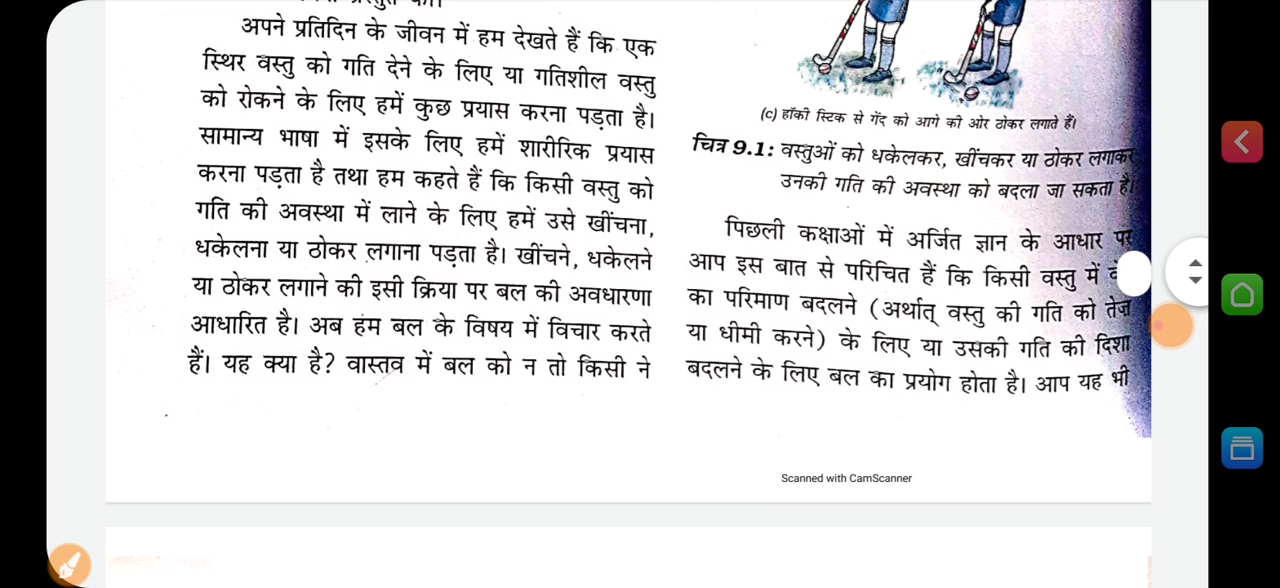 अपने प्रतिदिन के जीवन में हम देखते हैं कि एक
स्थिर वस्तु को गति देने के लिए या गतिशील वस्तु
को रोकने के लिए हमें कुछ प्रयास करना पड़ता है।
सामान्य भाषा में इसके लिए हमें शारीरिक प्रयास
करना पड़ता है तथा हम कहते हैं कि किसी वस्तु को
गति की अवस्था में लाने के लिए हमें उसे खींचना,
धकेलना या ठोकर लगाना पड़ता है। खींचने, धकेलने
या ठोकर लगाने की इसी क्रिया पर बल की अवधारणा
आधारित है। अब हम बल के विषय में विचार करते
हैं। यह क्या है? वास्तव में बल को न तो किसी ने
(c) हॉकी स्टिक से गेंद को आगे की ओर ठोकर लगाते हैं।
चित्र 9.1: वस्तुओं को धकेलकर, खींचकर या ठोकर लगाकर
उनकी गति की अवस्था को बदला जा सकता है।
पिछली कक्षाओं में अर्जित ज्ञान के आधार पर
आप इस बात से परिचित हैं कि किसी वस्तु में
का परिमाण बदलने (अर्थात् वस्तु की गति को तेज़
या धीमी करने) के लिए या उसकी गति की दिशा
बदलने के लिए बल का प्रयोग होता है। आप यह भी
Scanned with CamScanner